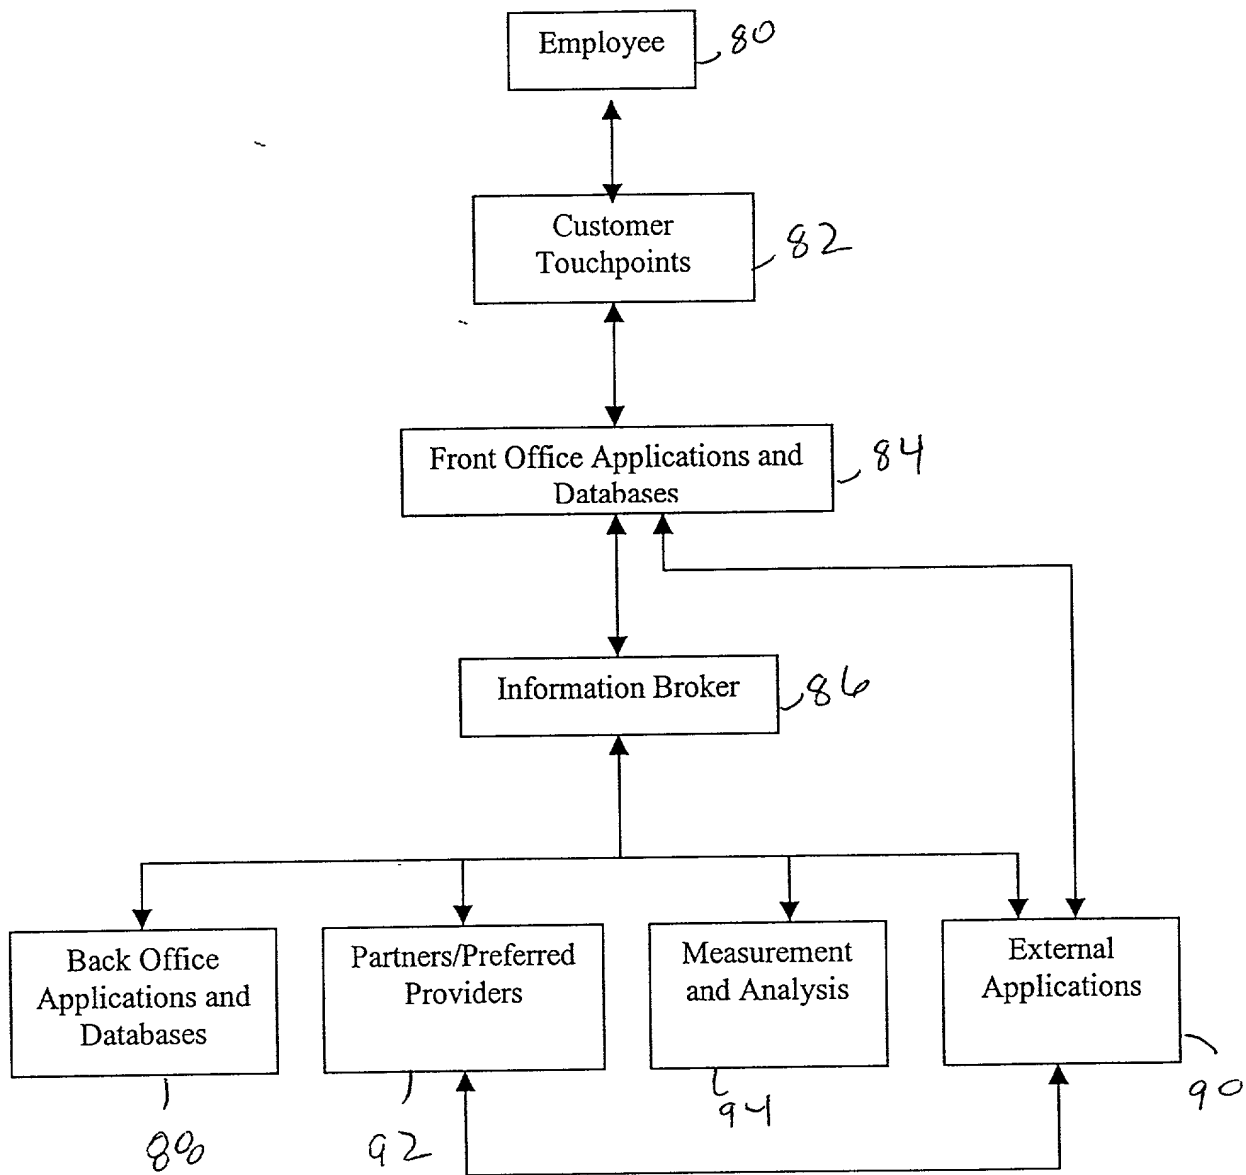 Employee
80
Customer
Touchpoints
82
Front Office Applications and
Databases
84
Information Broker
86
Back Office
Applications and
Databases
Partners/Preferred
Providers
Measurement
and Analysis
External
Applications
88
92
94
90